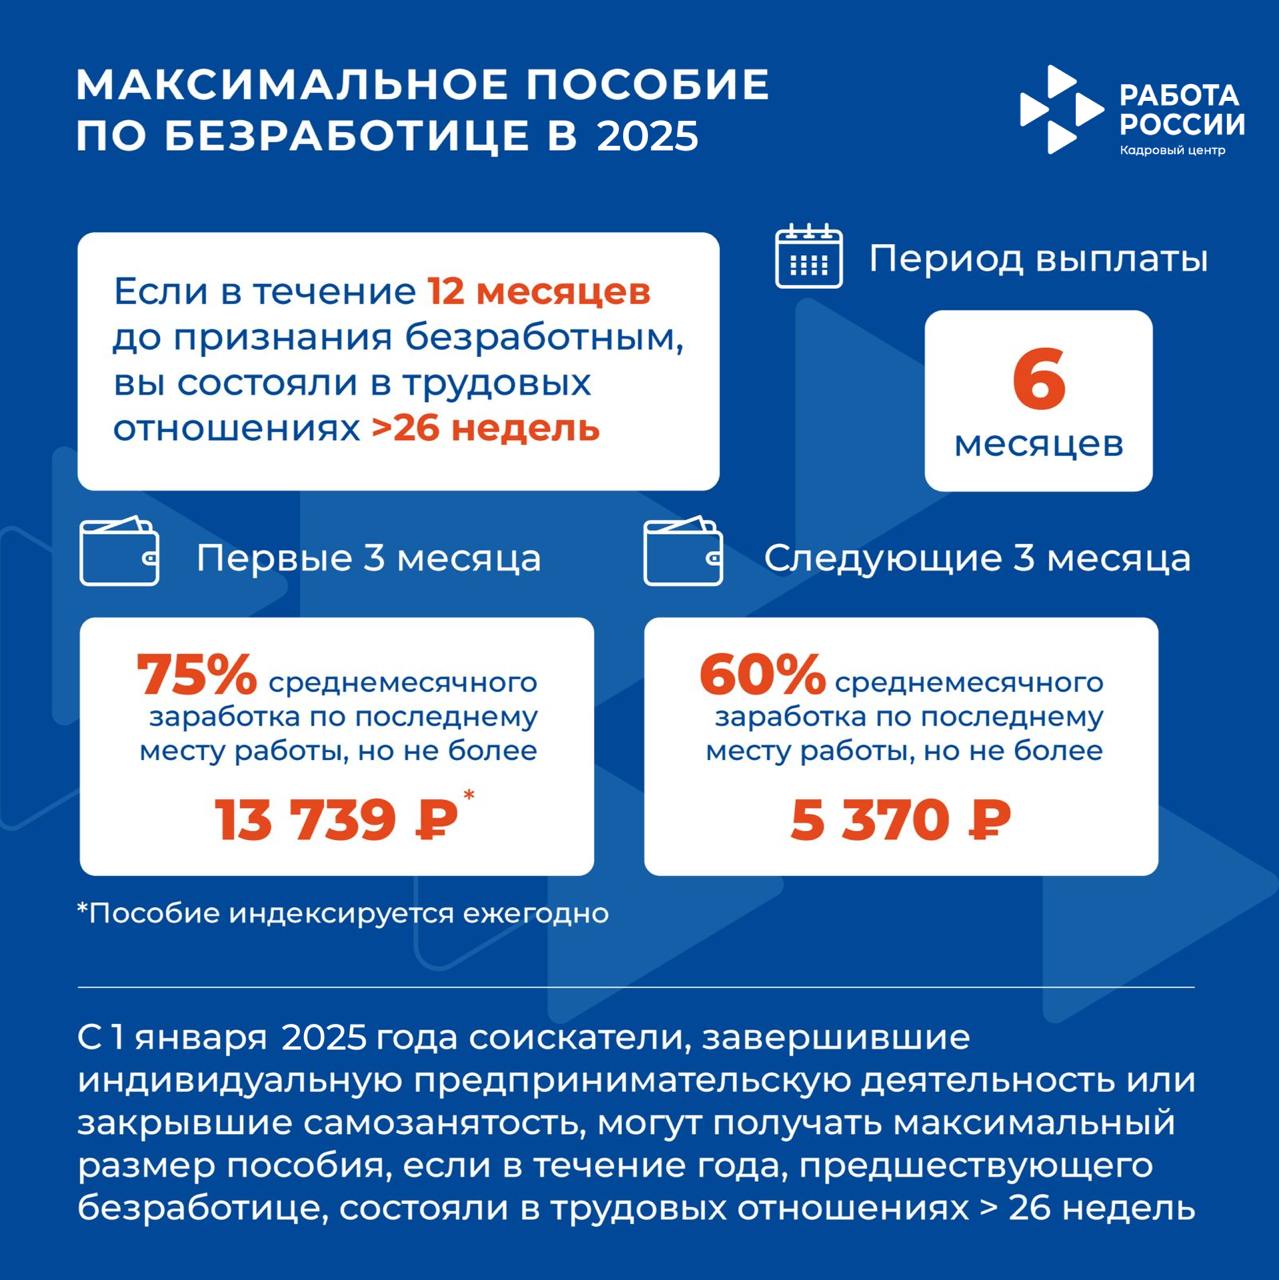 МАКСИМАЛЬНОЕ ПОСОБИЕ
ПО БЕЗРАБОТИЦЕ В 2025
РАБОТА
РОССИИ
Кадровый центр
Если в течение 12 месяцев
до признания безработным,
вы состояли в трудовых
отношениях >26 недель
Период выплаты
6
месяцев
Первые 3 месяца
75% среднемесячного
заработка по последнему
месту работы, но не более
13 739 ₽*
Следующие 3 месяца
60% среднемесячного
заработка по последнему
месту работы, но не более
5 370 ₽
*Пособие индексируется ежегодно
С 1 января 2025 года соискатели, завершившие
индивидуальную предпринимательскую деятельность или
закрывшие самозанятость, могут получать максимальный
размер пособия, если в течение года, предшествующего
безработице, состояли в трудовых отношениях > 26 недель